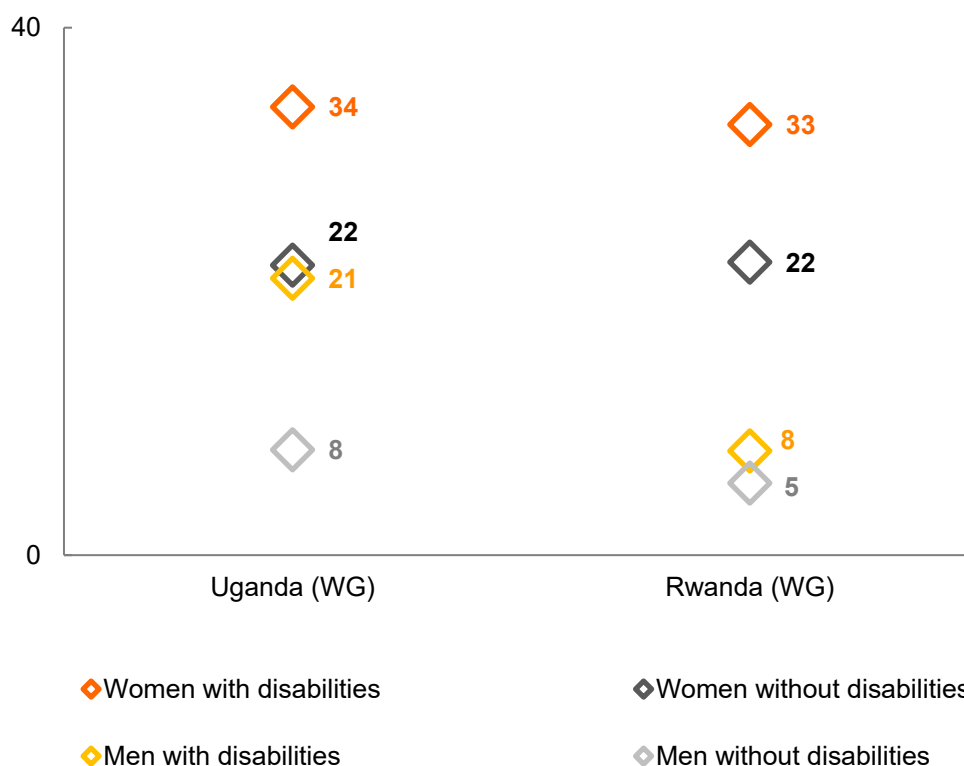 40
34
33
22
22
21
8
8
5
0
Uganda (WG)
Rwanda (WG)
Women with disabilities
Women without disabilities
Men with disabilities
Men without disabilities